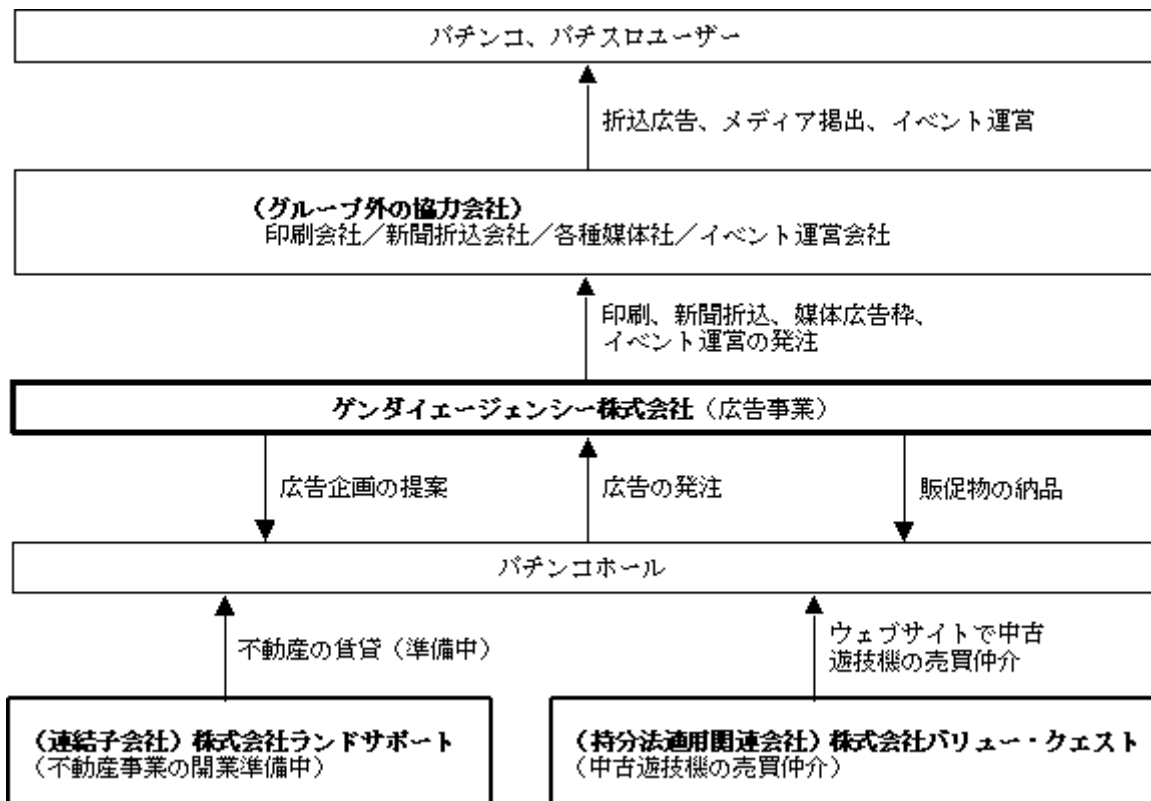 パチンコ、パチスロユーザー
折込広告、メディア掲出、イベント運営
（グループ外の協力会社）
印刷会社／新聞折込会社／各種媒体社／イベント運営会社
印刷、新聞折込、媒体広告枠、
イベント運営の発注
ゲンダイエージェンシー株式会社（広告事業）
広告企画の提案
広告の発注
販促物の納品
パチンコホール
不動産の賃貸（準備中）
ウェブサイトで中古
遊技機の売買仲介
（連結子会社）株式会社ランドサポート
（不動産事業の開業準備中）
（持分法適用関連会社）株式会社バリュー・クエスト
（中古遊技機の売買仲介）